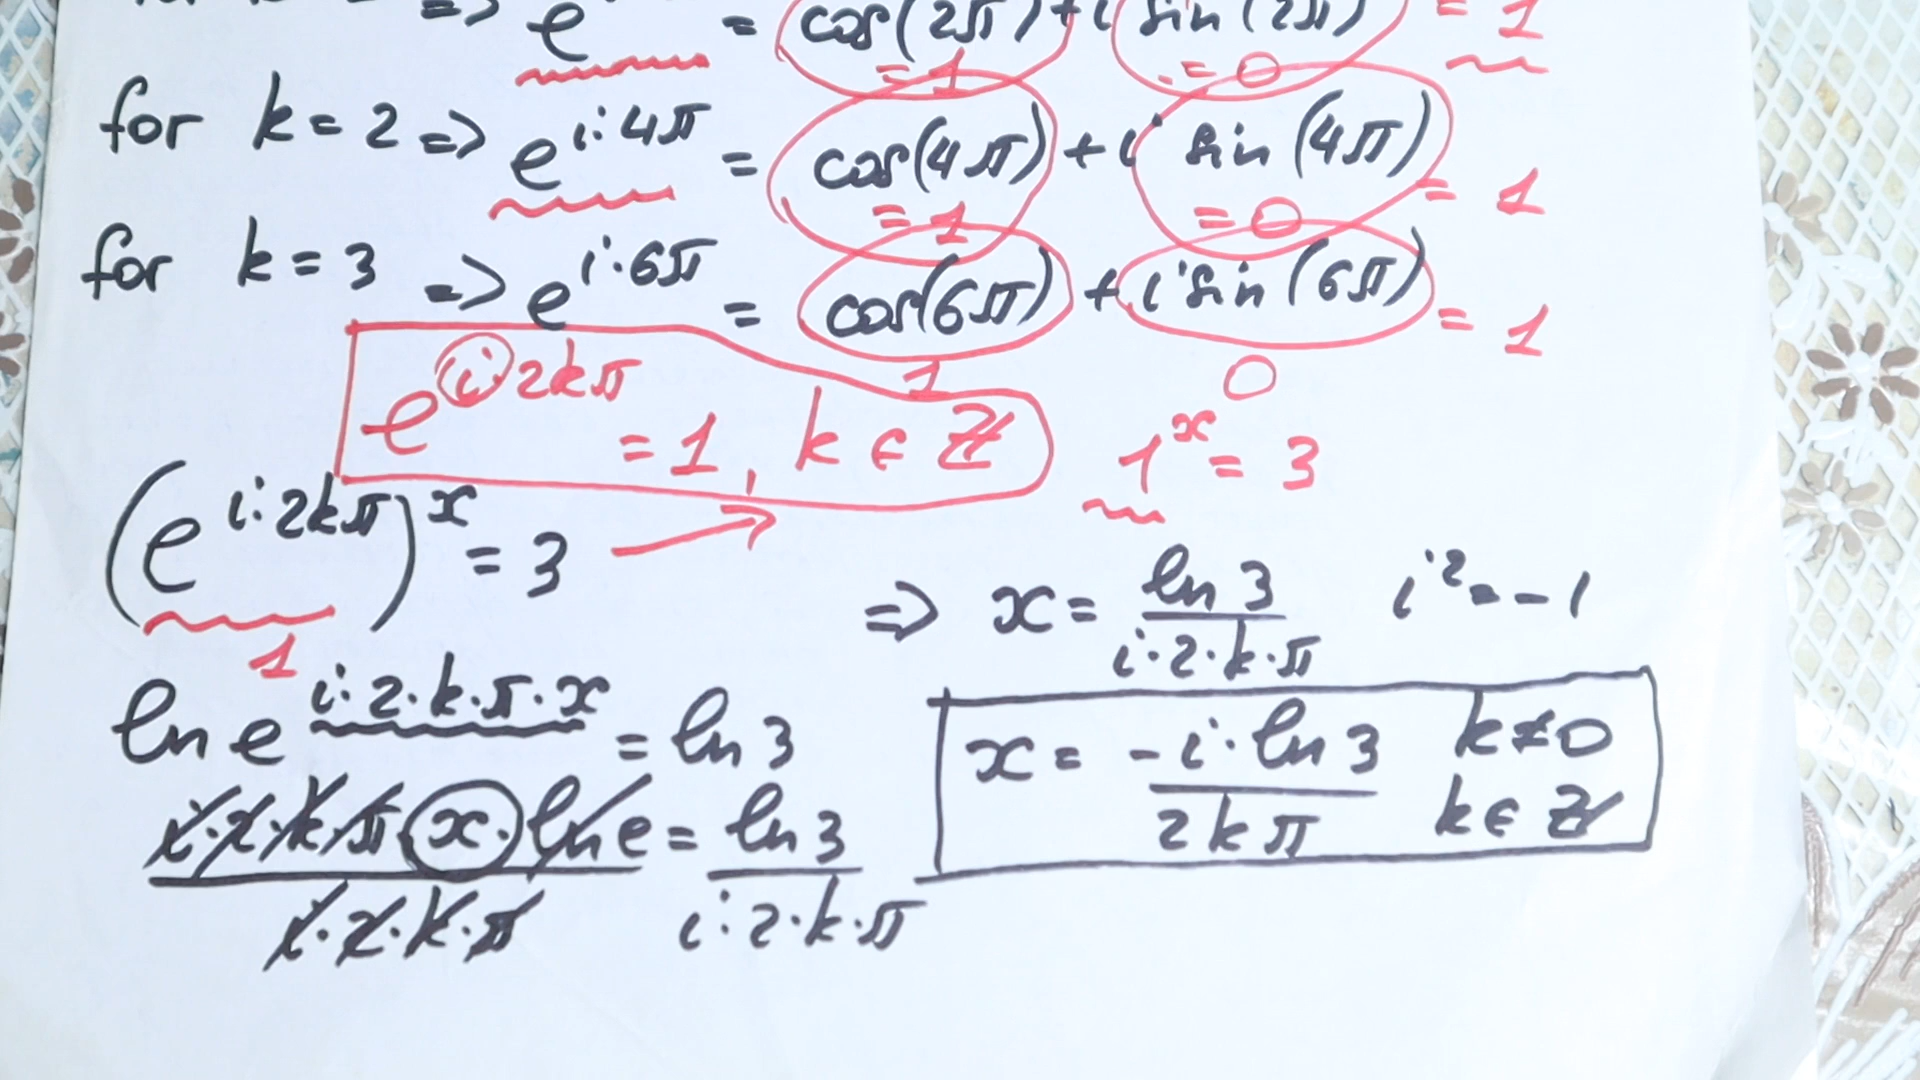 => e = cos(2π) + i sin(2π) = 1
= 1 = 0
for k = 2 => e^{i·4π} = cos(4π) + i sin(4π) = 1
= 1 = 0
for k = 3 => e^{i·6π} = cos(6π) + i sin(6π) = 1
1 0
e^{i·2kπ} = 1, k ∈ ℤ
1^x = 3
(e^{i·2kπ})^x = 3
1
=> x = ln 3 / (i·2·k·π) i² = -1
ln e^{i·2·k·π·x} = ln 3
i·2·k·π·x·ln e / (i·2·k·π) = ln 3 / (i·2·k·π)
x = -i·ln 3 / (2kπ) k ≠ 0
k ∈ ℤ